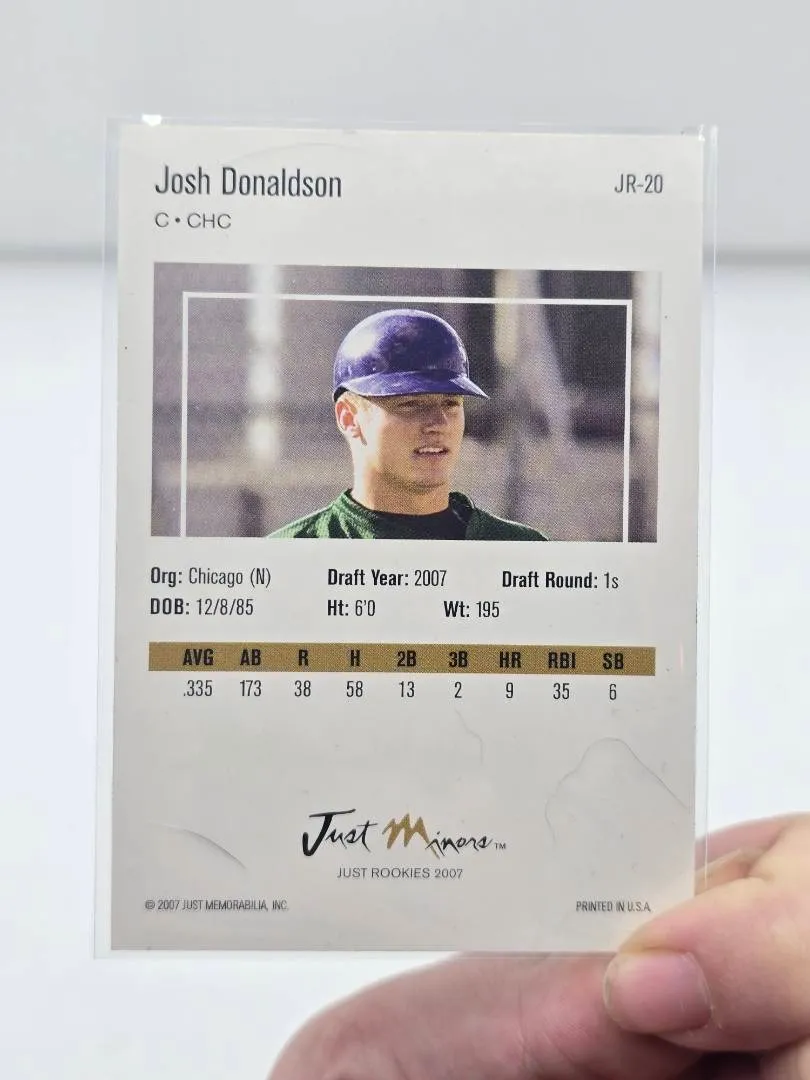 Josh Donaldson JR-20
C • CHC
Org: Chicago (N) Draft Year: 2007 Draft Round: 1s
DOB: 12/8/85 Ht: 6'0 Wt: 195
AVG AB R H 2B 3B HR RBI SB
.335 173 38 58 13 2 9 35 6
Just Minors™
JUST ROOKIES 2007
© 2007 JUST MEMORABILIA, INC. PRINTED IN U.S.A.